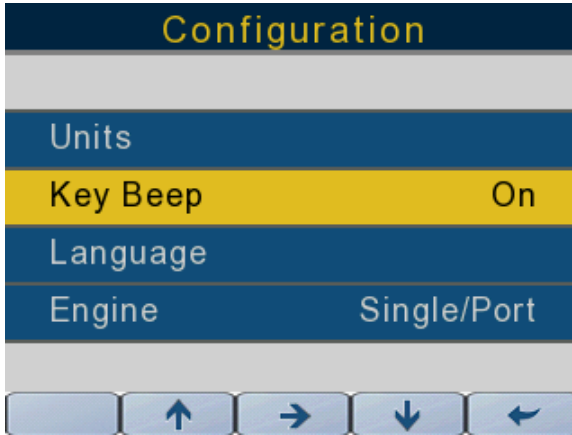 Configuration
Units
Key Beep On
Language
Engine Single/Port